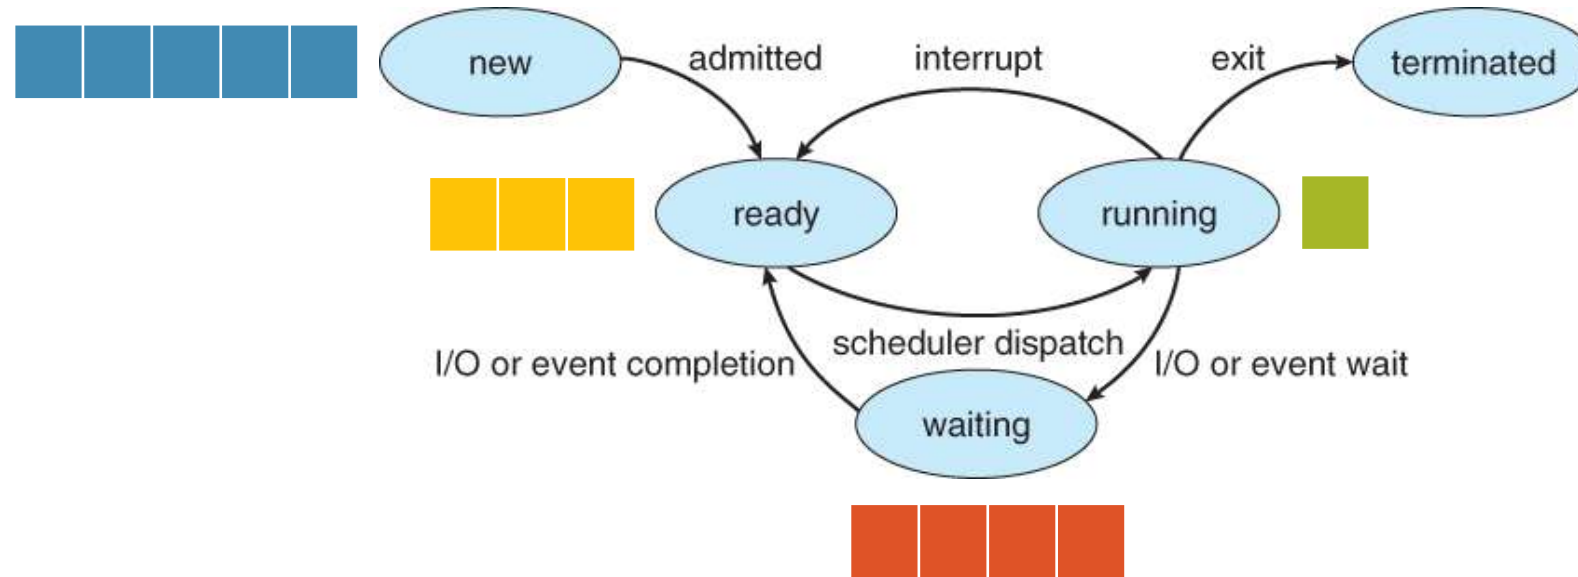 new
admitted
interrupt
exit
terminated
ready
running
scheduler dispatch
I/O or event completion
I/O or event wait
waiting